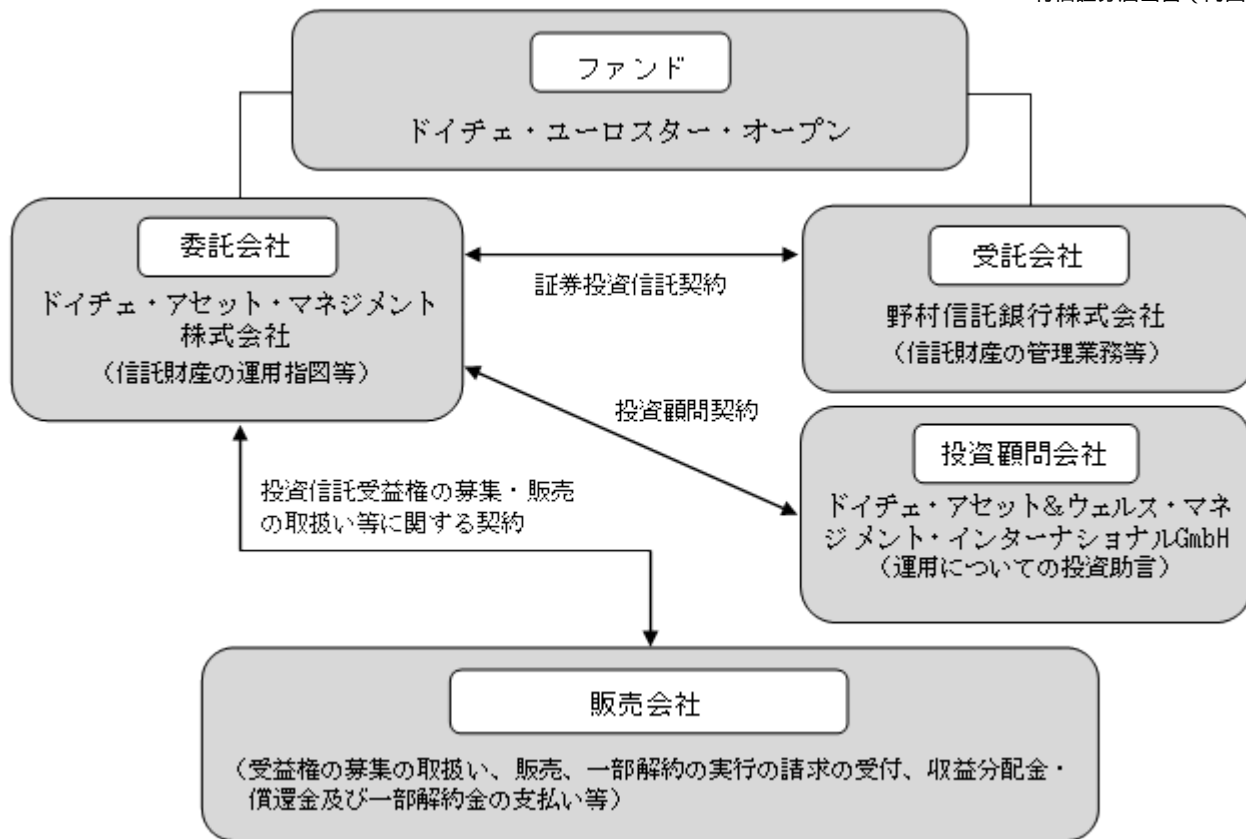 ファンド
ドイチェ・ユーロスター・オープン
委託会社
ドイチェ・アセット・マネジメント
株式会社
（信託財産の運用指図等）
証券投資信託契約
受託会社
野村信託銀行株式会社
（信託財産の管理業務等）
投資顧問契約
投資顧問会社
ドイチェ・アセット＆ウェルス・マネ
ジメント・インターナショナルGmbH
（運用についての投資助言）
投資信託受益権の募集・販売
の取扱い等に関する契約
販売会社
（受益権の募集の取扱い、販売、一部解約の実行の請求の受付、収益分配金・
償還金及び一部解約金の支払い等）